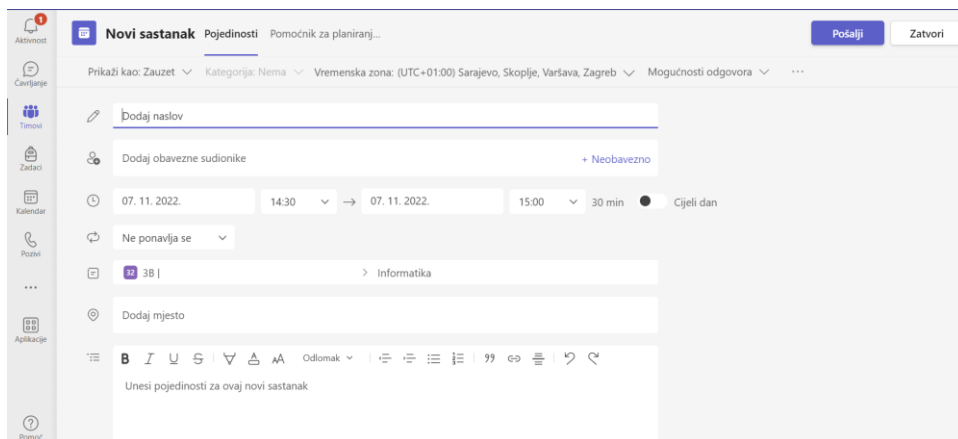 1
Aktivnost
Čavrljanje
Timovi
Zadaci
Kalendar
Pozivi
Aplikacije
Pomoć
Novi sastanak Pojedinosti Pomoćnik za planiranj... Pošalji Zatvori
Prikaži kao: Zauzet Kategorija: Nema Vremenska zona: (UTC+01:00) Sarajevo, Skoplje, Varšava, Zagreb Mogućnosti odgovora ...
Dodaj naslov
Dodaj obavezne sudionike + Neobavezno
07. 11. 2022. 14:30 → 07. 11. 2022. 15:00 30 min Cijeli dan
Ne ponavlja se
32 3B | > Informatika
Dodaj mjesto
B I U S A AA Odlomak
Unesi pojedinosti za ovaj novi sastanak